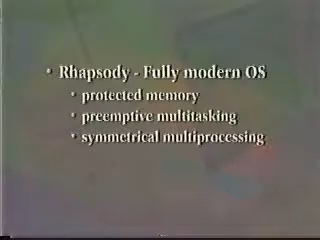 • Rhapsody - Fully modern OS
• protected memory
• preemptive multitasking
• symmetrical multiprocessing